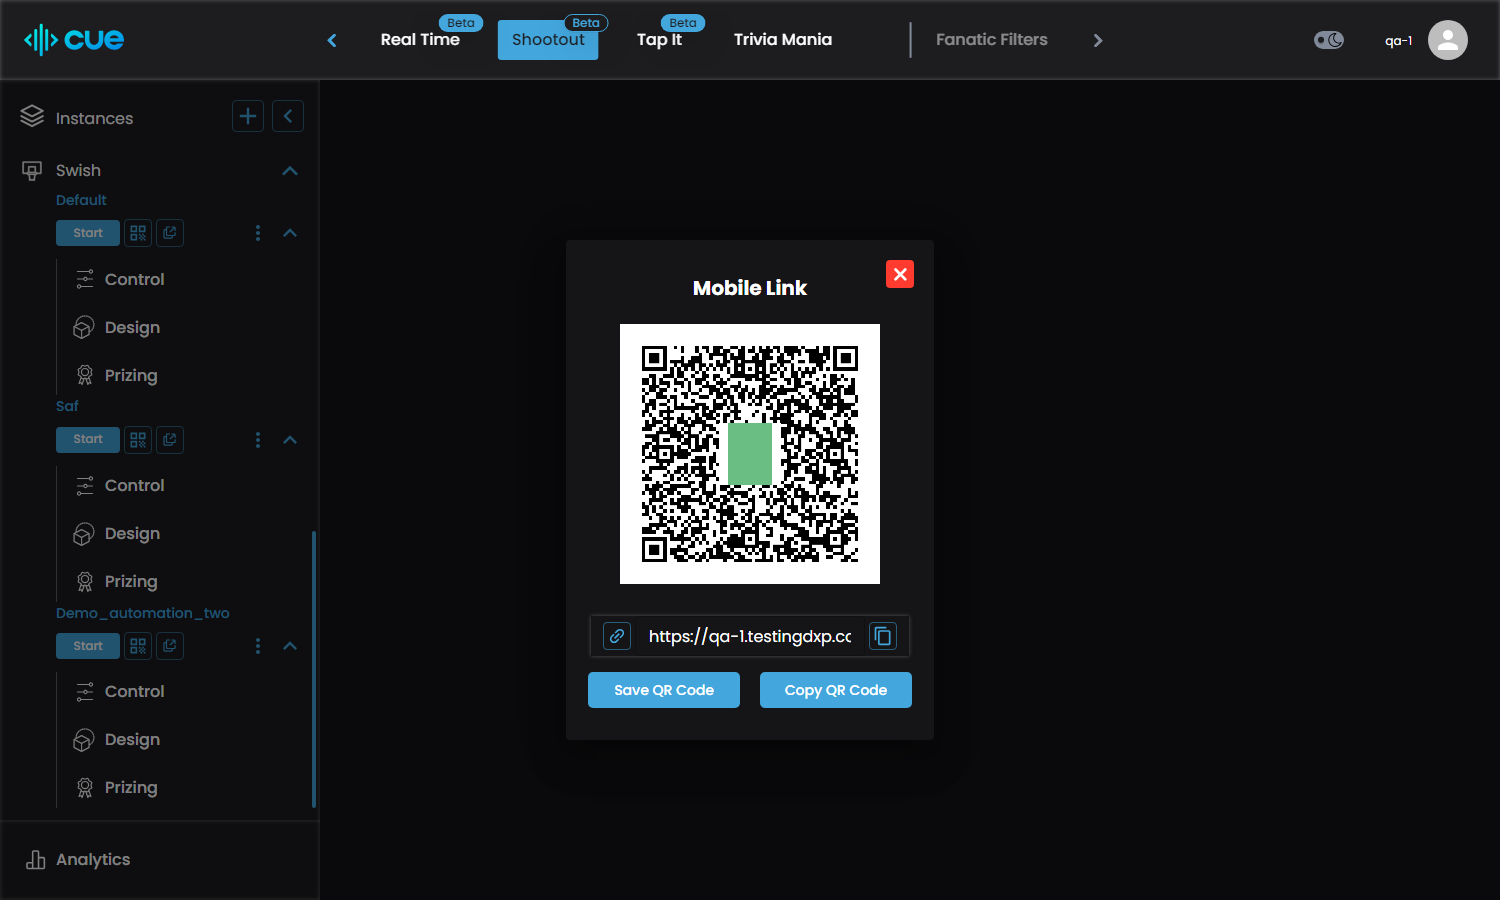 cue
Real Time
Beta
Shootout
Beta
Tap It
Beta
Trivia Mania
Fanatic Filters
qa-1
Instances
Swish
Default
Start
Control
Design
Prizing
Saf
Start
Control
Design
Prizing
Demo_automation_two
Start
Control
Design
Prizing
Analytics
Mobile Link
https://qa-1.testingdxp.cc
Save QR Code
Copy QR Code